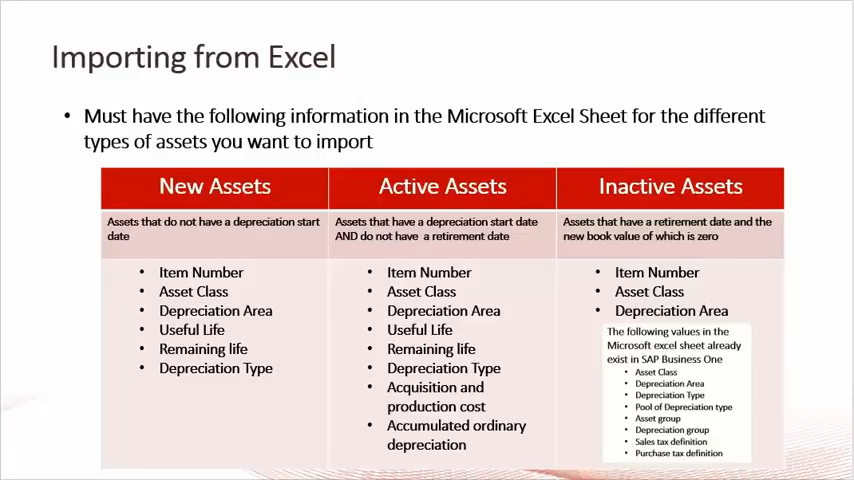 Importing from Excel
• Must have the following information in the Microsoft Excel Sheet for the different
types of assets you want to import
New Assets
Active Assets
Inactive Assets
Assets that do not have a depreciation start
date
Assets that have a depreciation start date
AND do not have a retirement date
Assets that have a retirement date and the
new book value of which is zero
• Item Number
• Asset Class
• Depreciation Area
• Useful Life
• Remaining life
• Depreciation Type
• Item Number
• Asset Class
• Depreciation Area
• Useful Life
• Remaining life
• Depreciation Type
• Acquisition and
production cost
• Accumulated ordinary
depreciation
• Item Number
• Asset Class
• Depreciation Area
The following values in the
Microsoft excel sheet already
exist in SAP Business One
• Asset Class
• Depreciation Area
• Depreciation Type
• Pool of Depreciation type
• Asset group
• Depreciation group
• Sales tax definition
• Purchase tax definition